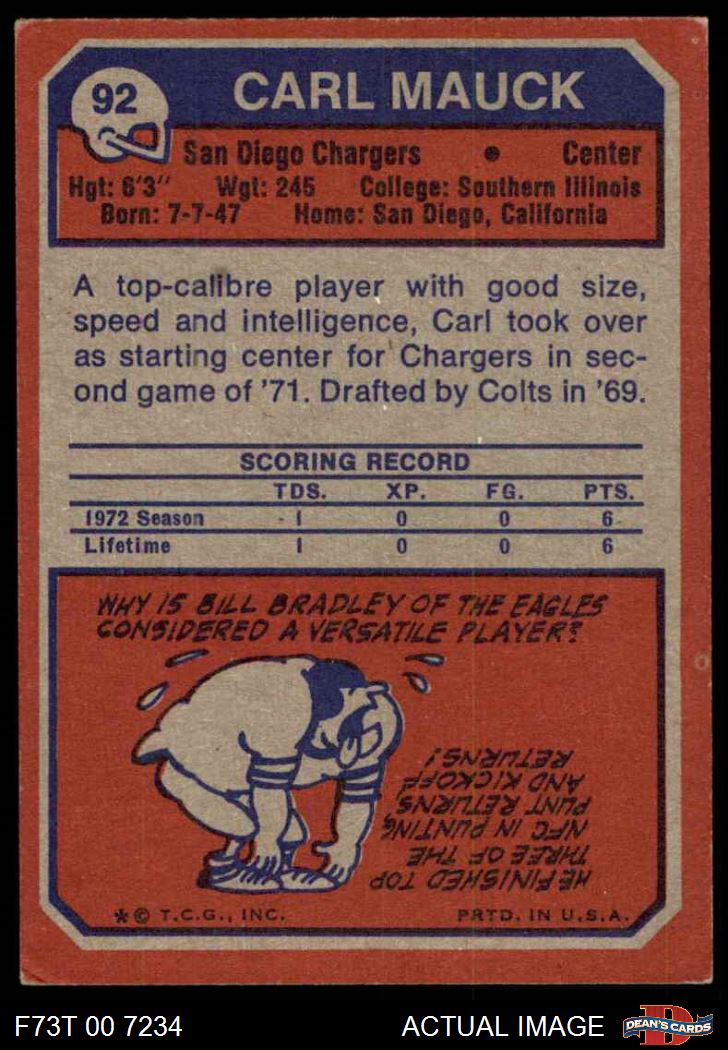 92
CARL MAUCK
San Diego Chargers • Center
Hgt: 6'3" Wgt: 245 College: Southern Illinois
Born: 7-7-47 Home: San Diego, California
A top-calibre player with good size,
speed and intelligence, Carl took over
as starting center for Chargers in sec-
ond game of '71. Drafted by Colts in '69.
SCORING RECORD
TDS. XP. FG. PTS.
1972 Season 1 0 0 6
Lifetime 1 0 0 6
WHY IS BILL BRADLEY OF THE EAGLES
CONSIDERED A VERSATILE PLAYER?
HE FINISHED TOP
THREE OF THE
NFC IN PUNTING
PUNT RETURNS
AND KICKOFF
RETURNS!
*© T.C.G., INC. PRTD. IN U.S.A.
F73T 00 7234 ACTUAL IMAGE
D
DEAN'S CARDS